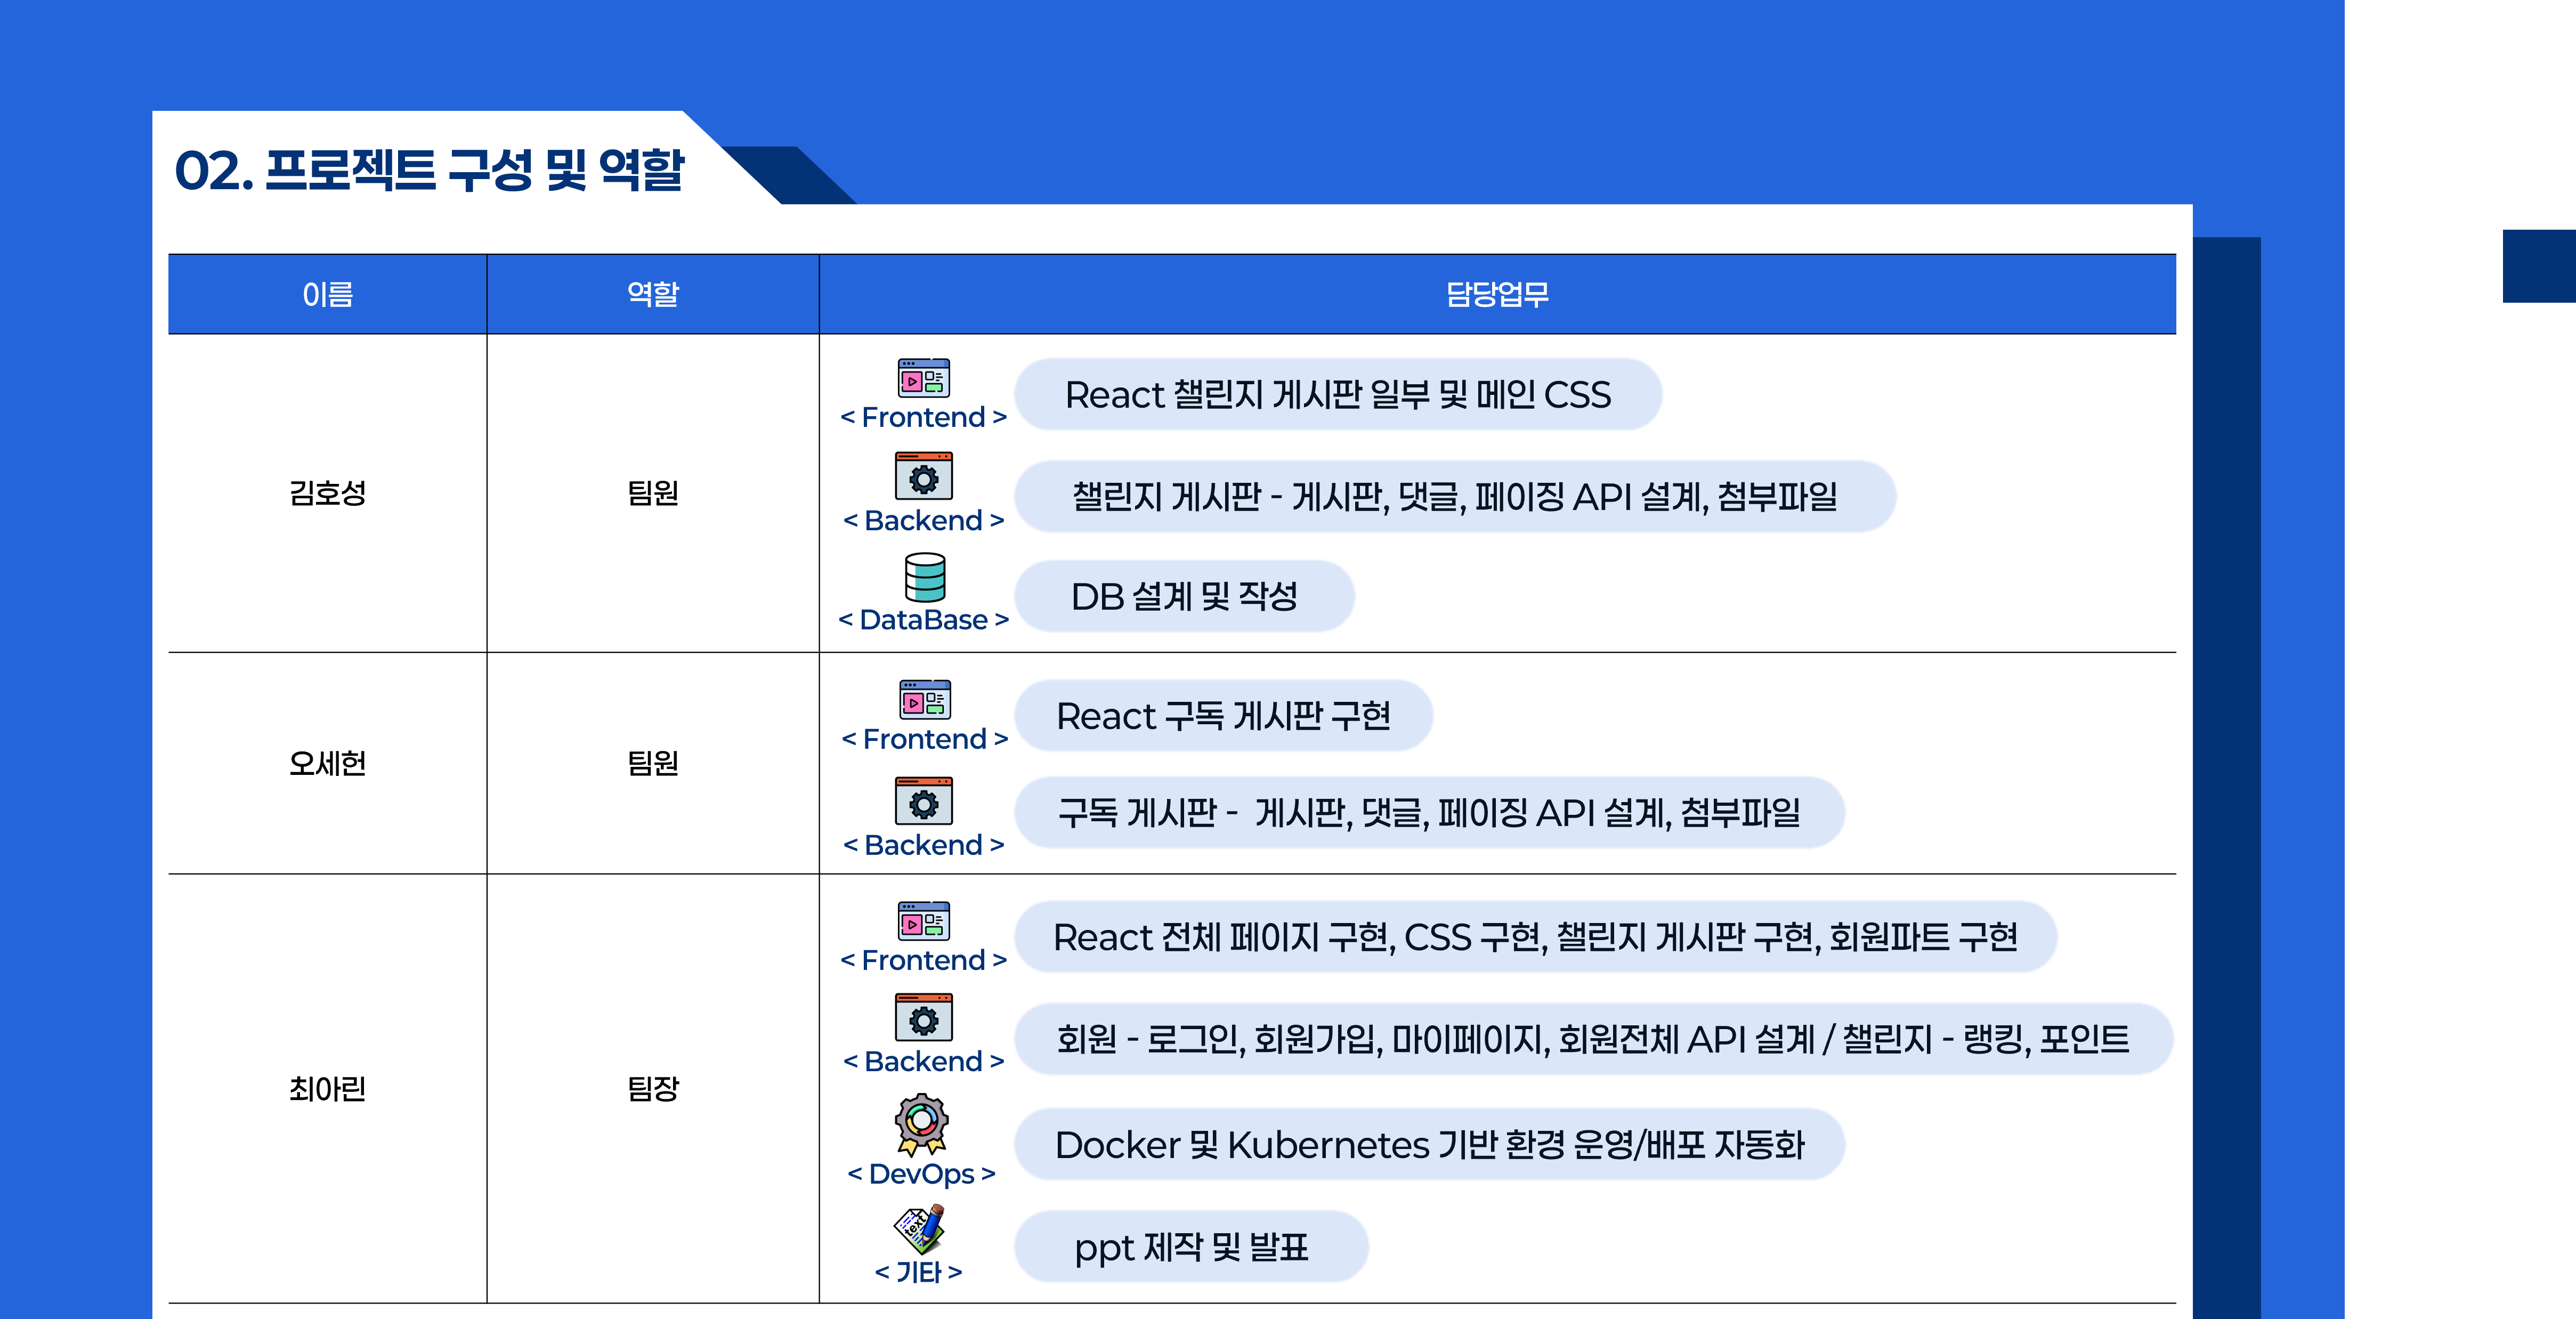 02. 프로젝트 구성 및 역할
이름 역할 담당업무
김호성 팀원
< Frontend > React 챌린지 게시판 일부 및 메인 CSS
< Backend > 챌린지 게시판 - 게시판, 댓글, 페이징 API 설계, 첨부파일
< DataBase > DB 설계 및 작성
오세헌 팀원
< Frontend > React 구독 게시판 구현
< Backend > 구독 게시판 - 게시판, 댓글, 페이징 API 설계, 첨부파일
최아린 팀장
< Frontend > React 전체 페이지 구현, CSS 구현, 챌린지 게시판 구현, 회원파트 구현
< Backend > 회원 - 로그인, 회원가입, 마이페이지, 회원전체 API 설계 / 챌린지 - 랭킹, 포인트
< DevOps > Docker 및 Kubernetes 기반 환경 운영/배포 자동화
text
< 기타 > ppt 제작 및 발표